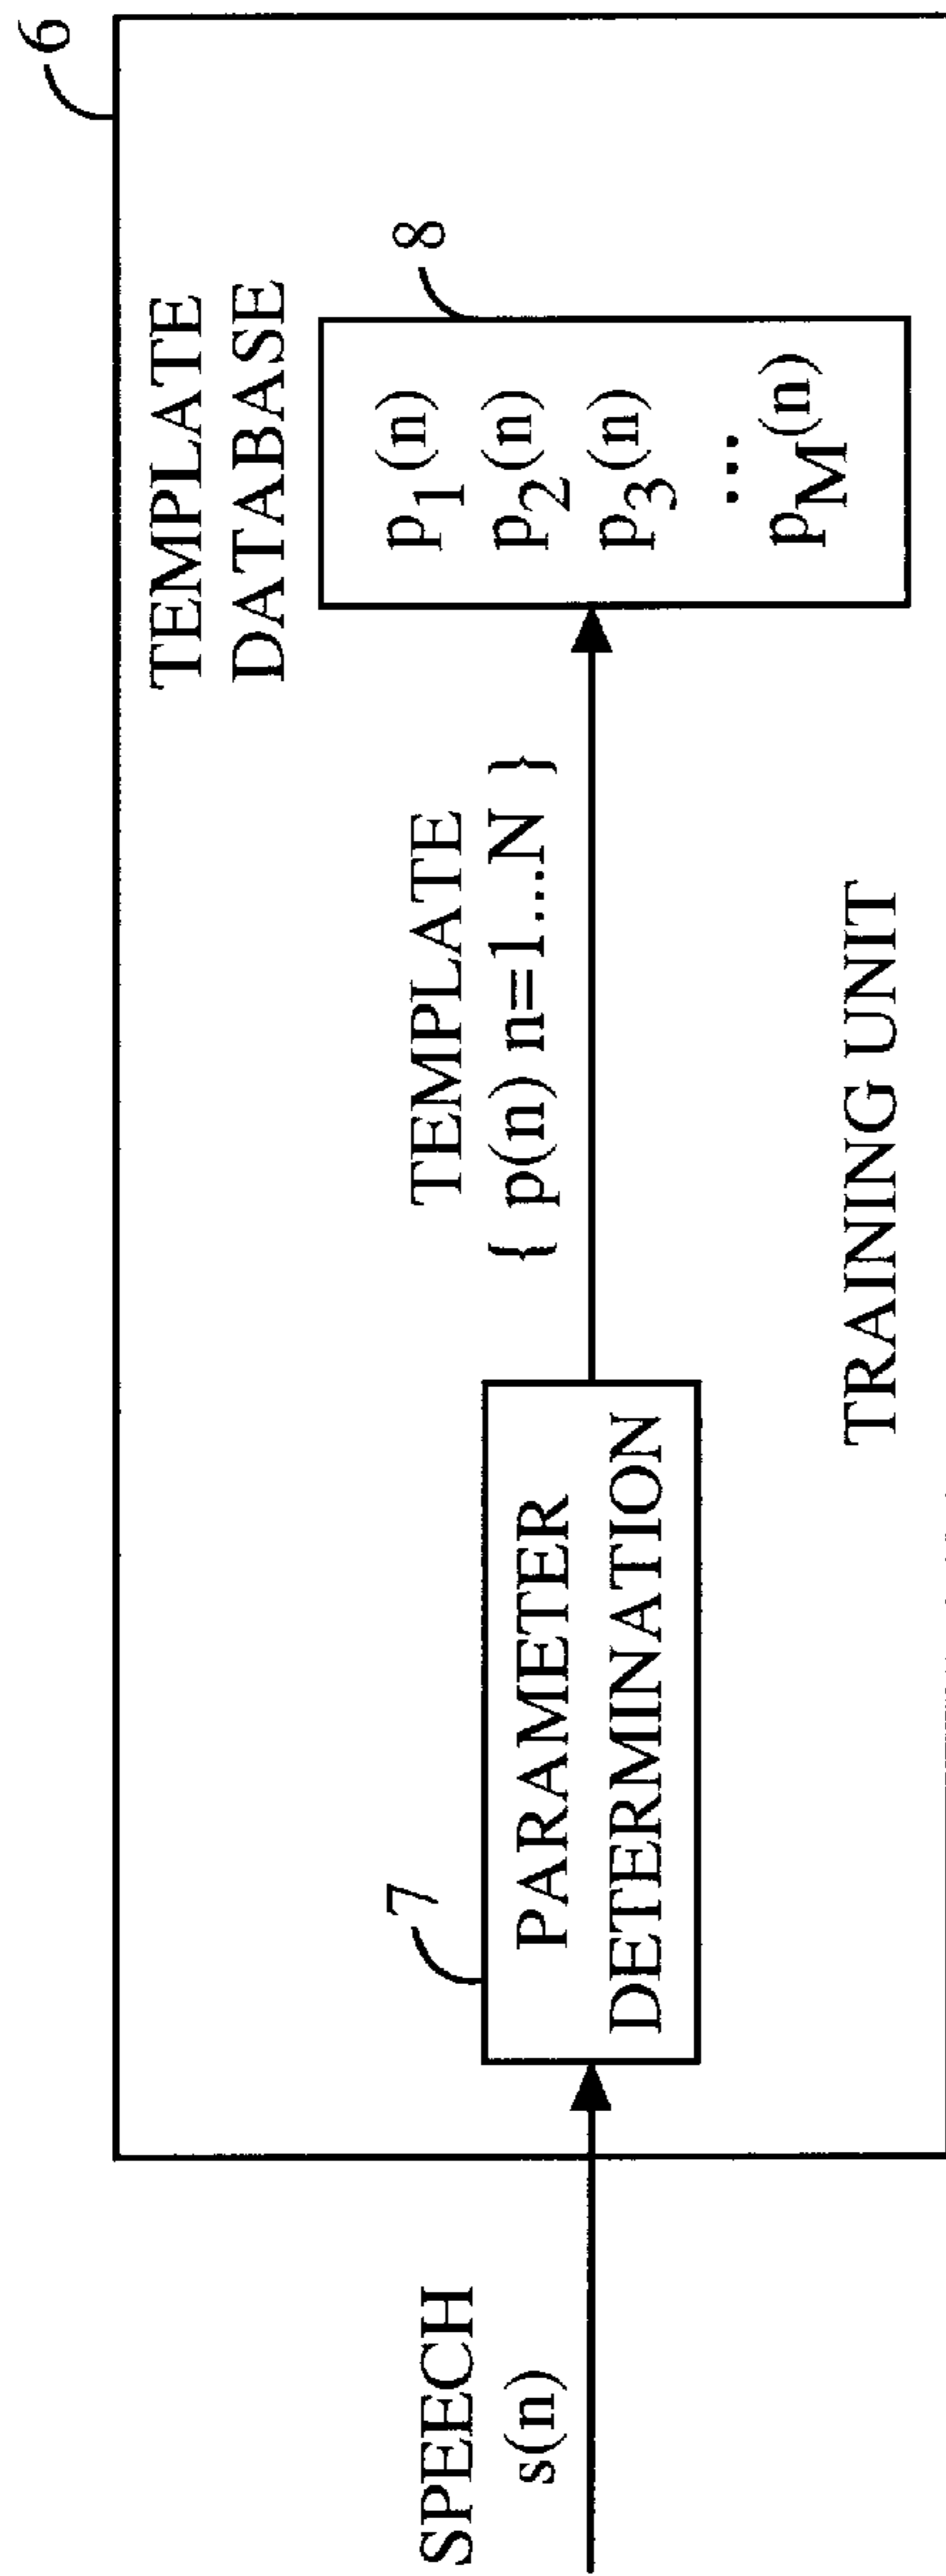 6
TEMPLATE
DATABASE
8
p1(n)
p2(n)
p3(n)
...
pM(n)
TEMPLATE
{ p(n) n=1...N }
7
PARAMETER
DETERMINATION
SPEECH
s(n)
TRAINING UNIT